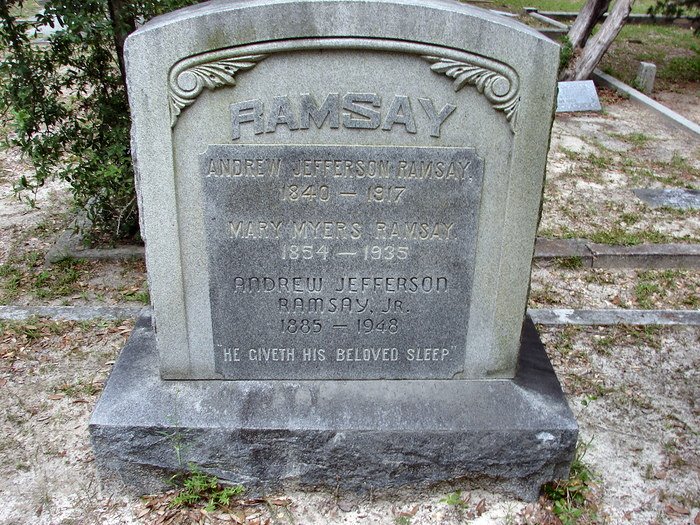 RAMSAY
ANDREW JEFFERSON RAMSAY,
1840 — 1917
MARY MYERS RAMSAY
1854 — 1935
ANDREW JEFFERSON
RAMSAY, JR.
1885 — 1948
"HE GIVETH HIS BELOVED SLEEP."